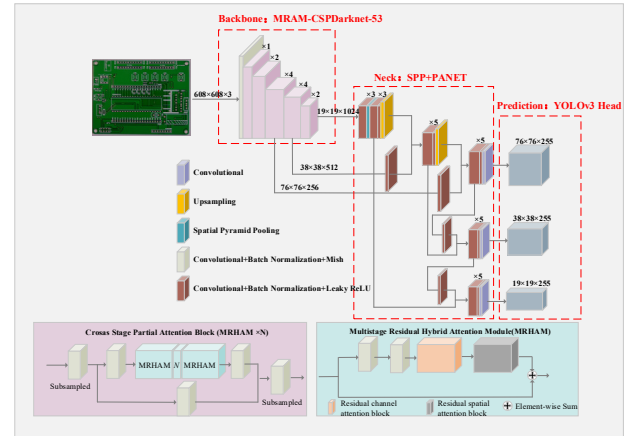 Backbone: MRAM-CSPDarknet-53
×1
×2
×4
×4
×2
608×608×3
19×19×1024
Neck: SPP+PANET
×3 ×3
×5
×5
Prediction: YOLOv3 Head
76×76×255
38×38×512
76×76×256
×5
38×38×255
×5
19×19×255
Convolutional
Upsampling
Spatial Pyramid Pooling
Convolutional+Batch Normalization+Mish
Convolutional+Batch Normalization+Leaky ReLU
Crosas Stage Partial Attention Block (MRHAM ×N)
Subsampled
MRHAM N MRHAM
Subsampled
Multistage Residual Hybrid Attention Module(MRHAM)
Residual channel attention block
Residual spatial attention block
Element-wise Sum